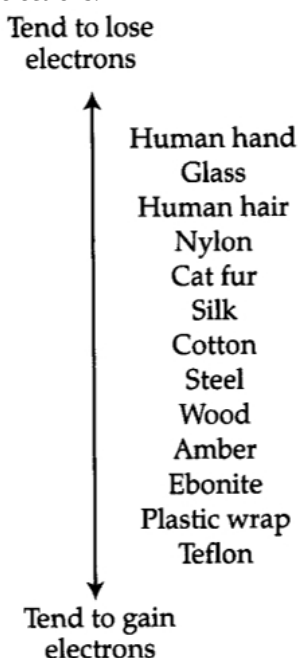 Tend to lose
electrons
Human hand
Glass
Human hair
Nylon
Cat fur
Silk
Cotton
Steel
Wood
Amber
Ebonite
Plastic wrap
Teflon
Tend to gain
electrons